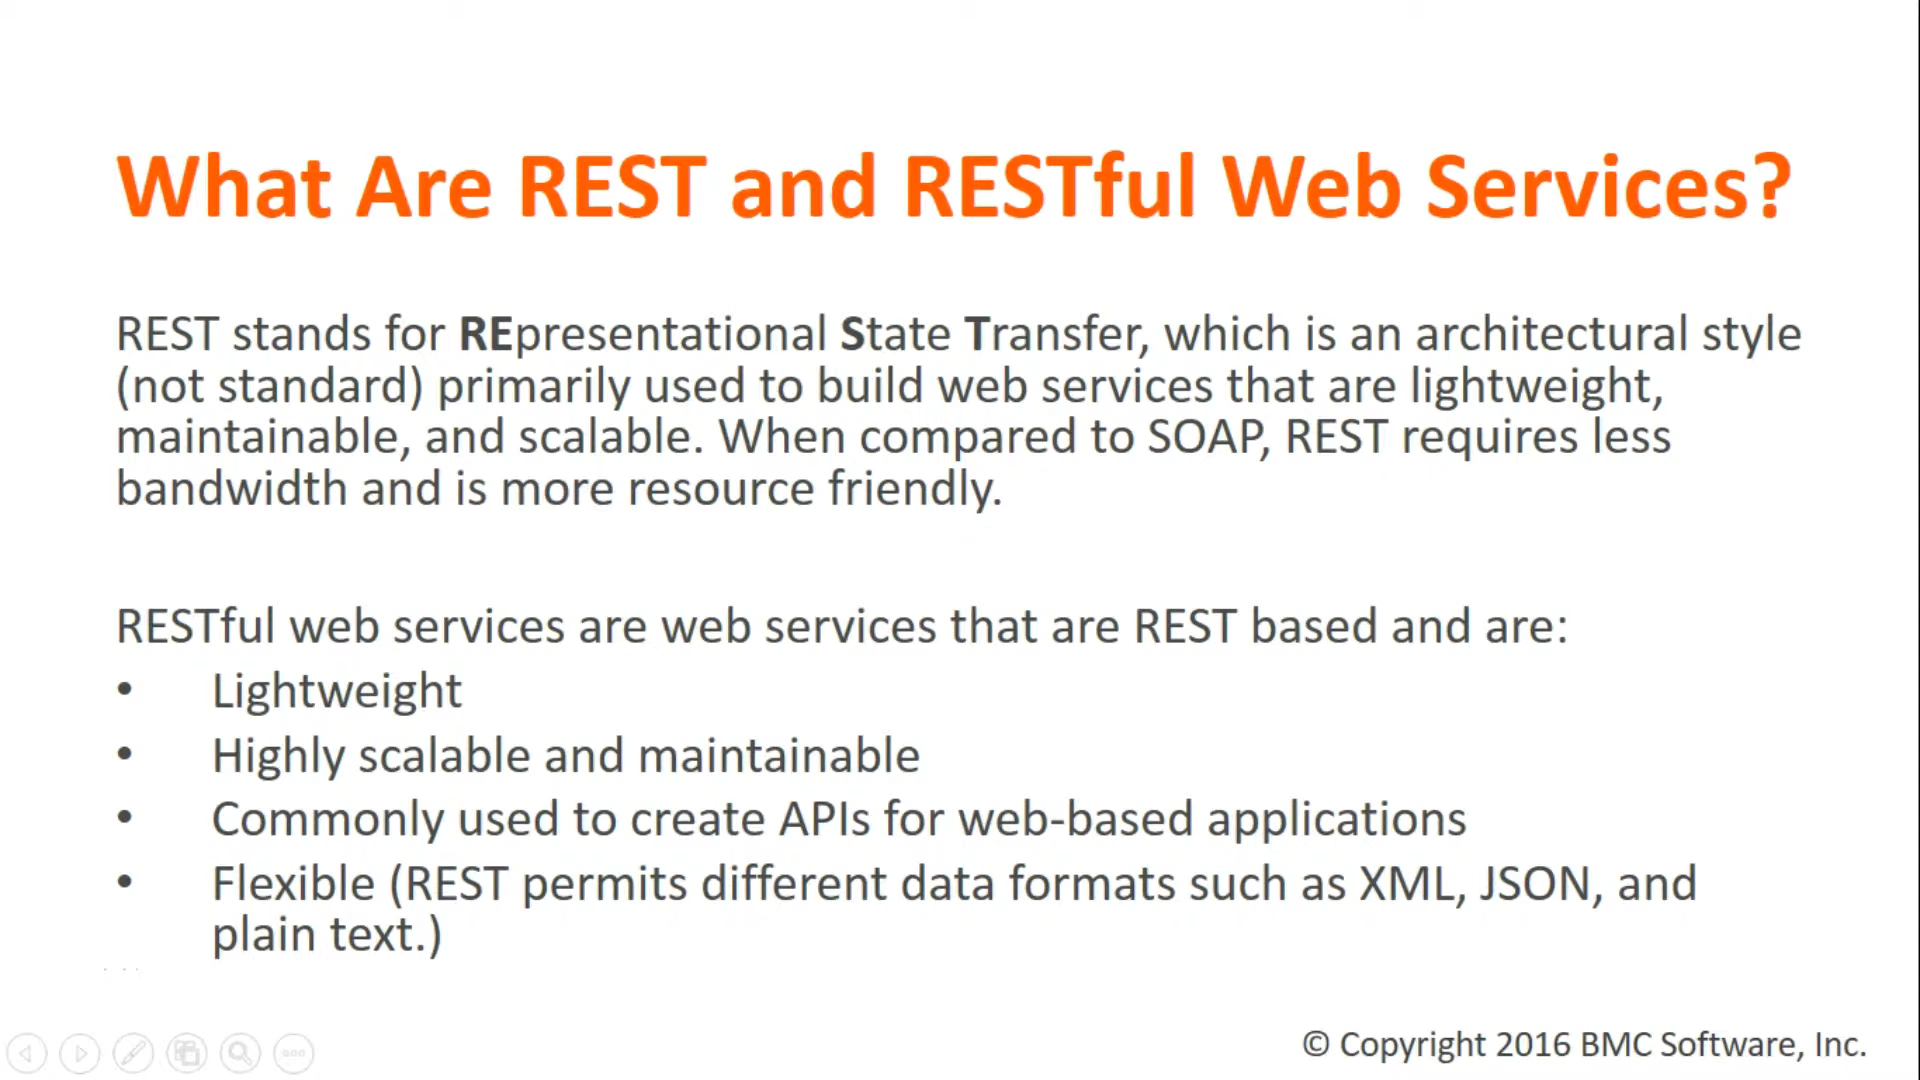 What Are REST and RESTful Web Services?
REST stands for REpresentational State Transfer, which is an architectural style
(not standard) primarily used to build web services that are lightweight,
maintainable, and scalable. When compared to SOAP, REST requires less
bandwidth and is more resource friendly.
RESTful web services are web services that are REST based and are:
• Lightweight
• Highly scalable and maintainable
• Commonly used to create APIs for web-based applications
• Flexible (REST permits different data formats such as XML, JSON, and
plain text.)
© Copyright 2016 BMC Software, Inc.